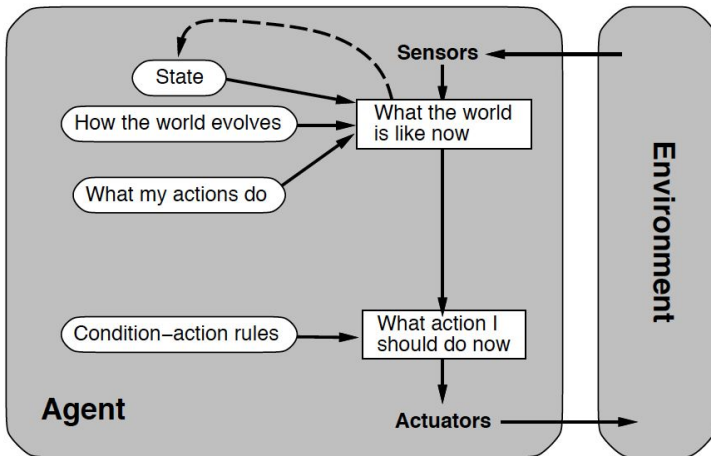 Sensors
State
How the world evolves
What the world
is like now
What my actions do
Environment
Condition–action rules
What action I
should do now
Agent
Actuators